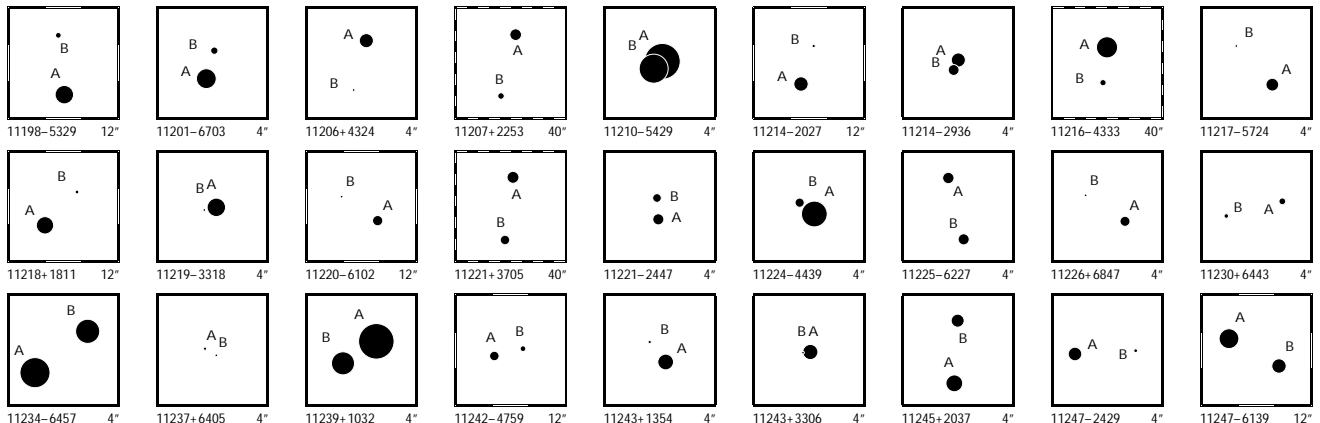 B A B A A B A B A B A B A B A B A B
11198−5329 12″ 11201−6703 4″ 11206+4324 4″ 11207+2253 40″ 11210−5429 4″ 11214−2027 12″ 11214−2936 4″ 11216−4333 40″ 11217−5724 4″
B A B A B A A B B A B A A B B A B A
11218+1811 12″ 11219−3318 4″ 11220−6102 12″ 11221+3705 40″ 11221−2447 4″ 11224−4439 4″ 11225−6227 4″ 11226+6847 4″ 11230+6443 4″
B A A B A B A B B A B A B A A B A B
11234−6457 4″ 11237+6405 4″ 11239+1032 4″ 11242−4759 12″ 11243+1354 4″ 11243+3306 4″ 11245+2037 4″ 11247−2429 4″ 11247−6139 12″